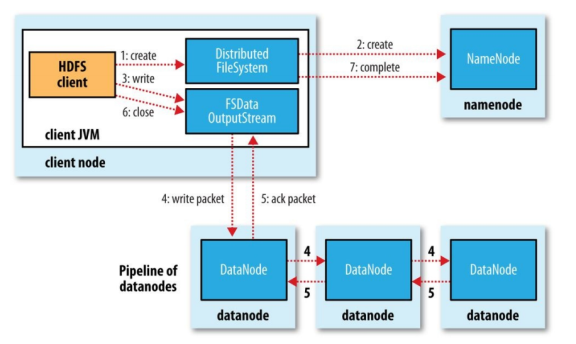 HDFS
client
1: create
3: write
6: close
Distributed
FileSystem
FSData
OutputStream
2: create
7: complete
NameNode
namenode
client JVM
client node
4: write packet
5: ack packet
Pipeline of
datanodes
DataNode
4
5
DataNode
4
5
DataNode
datanode
datanode
datanode